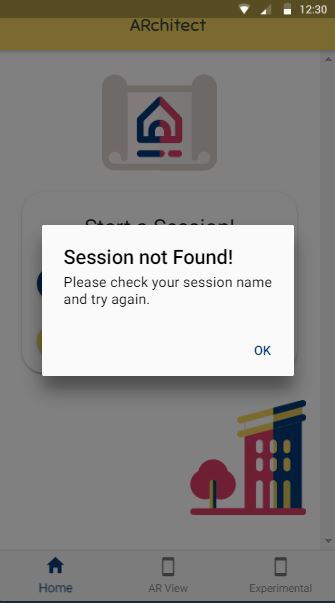 12:30
ARchitect
Start a Session!
Session not Found!
Please check your session name
and try again.
OK
Home
AR View
Experimental